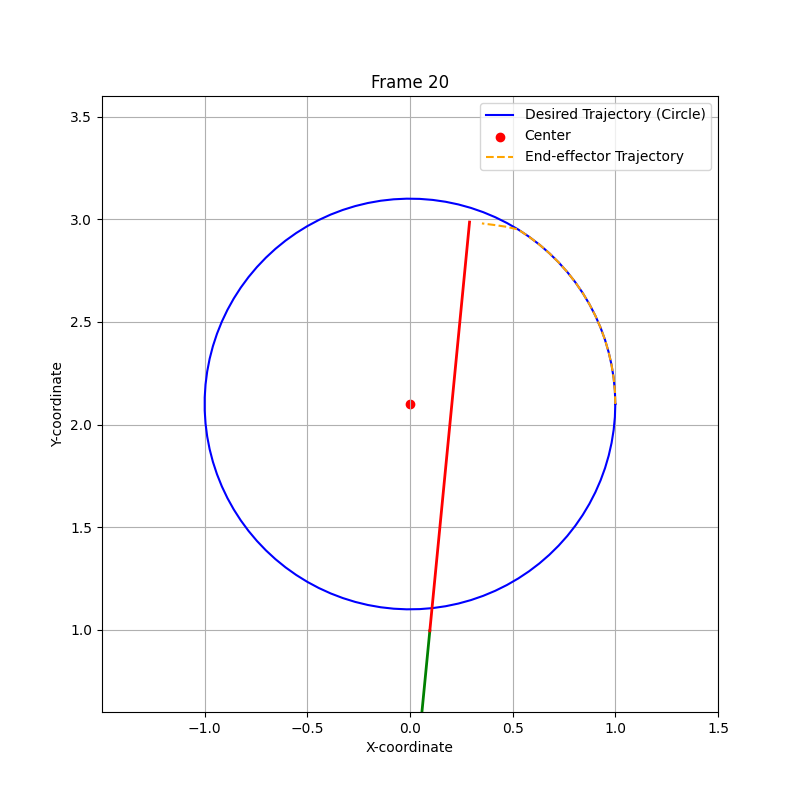 Frame 20
Desired Trajectory (Circle)
Center
End-effector Trajectory
3.5
3.0
2.5
2.0
1.5
1.0
Y-coordinate
−1.0
−0.5
0.0
0.5
1.0
1.5
X-coordinate